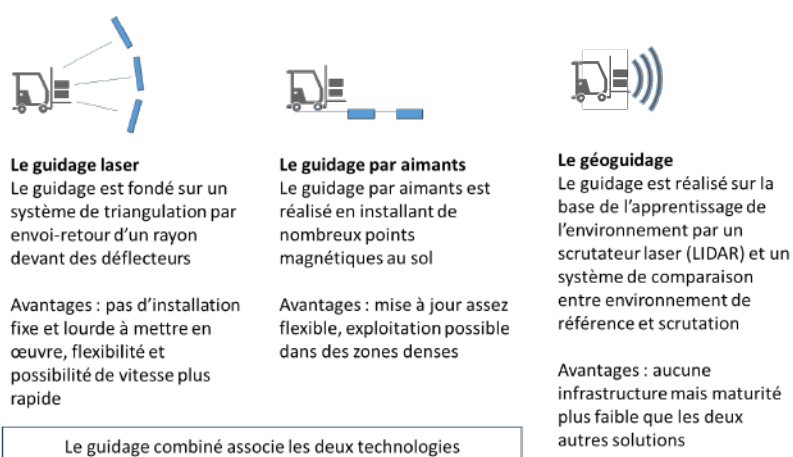 Le guidage laser
Le guidage est fondé sur un
système de triangulation par
envoi-retour d'un rayon
devant des déflecteurs
Avantages : pas d'installation
fixe et lourde à mettre en
œuvre, flexibilité et
possibilité de vitesse plus
rapide
Le guidage par aimants
Le guidage par aimants est
réalisé en installant de
nombreux points
magnétiques au sol
Avantages : mise à jour assez
flexible, exploitation possible
dans des zones denses
Le géoguidage
Le guidage est réalisé sur la
base de l'apprentissage de
l'environnement par un
scrutateur laser (LIDAR) et un
système de comparaison
entre environnement de
référence et scrutation
Avantages : aucune
infrastructure mais maturité
plus faible que les deux
autres solutions
Le guidage combiné associe les deux technologies